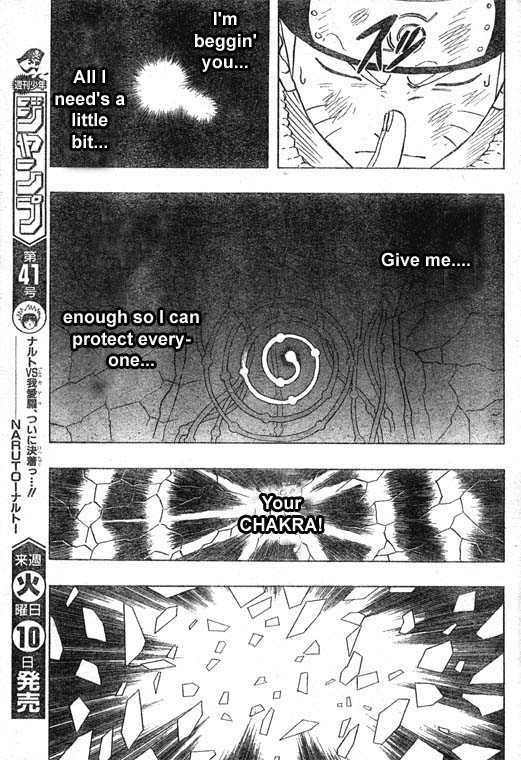 I'm
beggin'
you...
All I
need's a
little
bit...
Give me....
enough so I can
protect every-
one...
Your
CHAKRA!
週刊少年
ジャンプ
第
41
号
ナルトVS我愛羅、ついに決着っ…!!
NARUTO―ナルト―
来週
火
曜日
10
日
発売